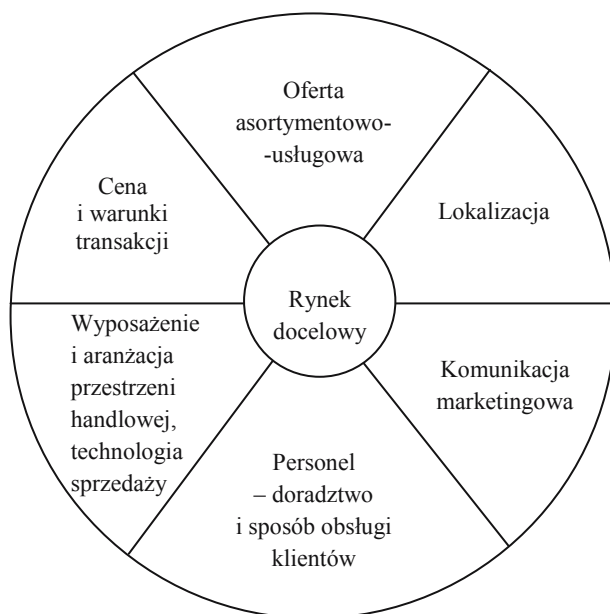 Oferta
asortymentowo-
-usługowa
Lokalizacja
Komunikacja
marketingowa
Personel
– doradztwo
i sposób obsługi
klientów
Wyposażenie
i aranżacja
przestrzeni
handlowej,
technologia
sprzedaży
Cena
i warunki
transakcji
Rynek
docelowy